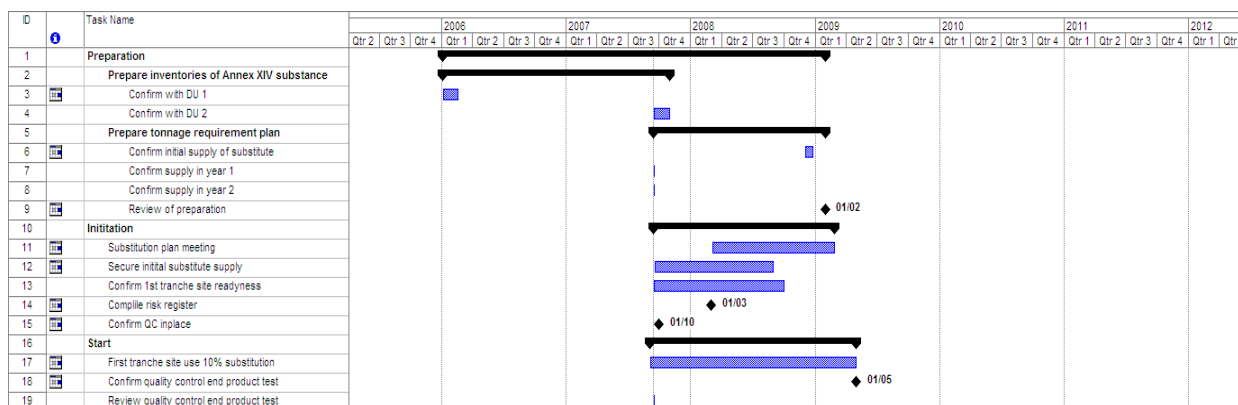 ID Task Name 2006 2007 2008 2009 2010 2011 2012
Qtr 2 Qtr 3 Qtr 4 Qtr 1 Qtr 2 Qtr 3 Qtr 4 Qtr 1 Qtr 2 Qtr 3 Qtr 4 Qtr 1 Qtr 2 Qtr 3 Qtr 4 Qtr 1 Qtr 2 Qtr 3 Qtr 4 Qtr 1 Qtr 2 Qtr 3 Qtr 4 Qtr 1 Qtr 2 Qtr 3 Qtr 4 Qtr 1
1 Preparation
2 Prepare inventories of Annex XIV substance
3 Confirm with DU 1
4 Confirm with DU 2
5 Prepare tonnage requirement plan
6 Confirm initial supply of substitute
7 Confirm supply in year 1
8 Confirm supply in year 2
9 Review of preparation 01/02
10 Inititation
11 Substitution plan meeting
12 Secure initital substitute supply
13 Confirm 1st tranche site readyness
14 Complile risk register 01/03
15 Confirm QC inplace 01/10
16 Start
17 First tranche site use 10% substitution
18 Confirm quality control end product test 01/05
19 Review quality control end product test